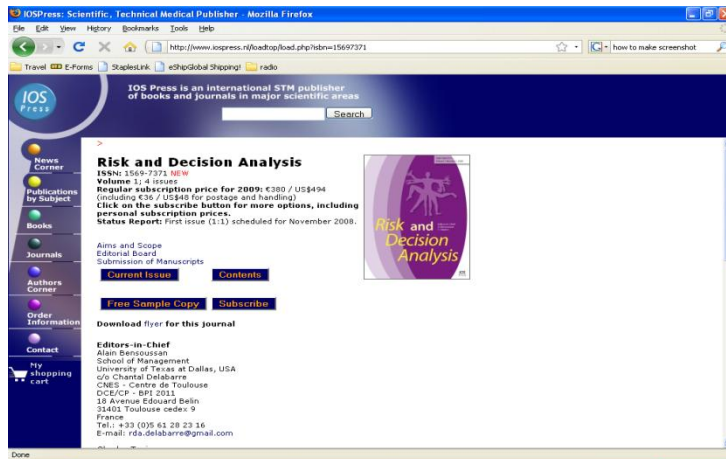 IOSPress: Scientific, Technical Medical Publisher - Mozilla Firefox
File Edit View History Bookmarks Tools Help
http://www.iospress.nl/loadtop/load.php?isbn=15697371
how to make screenshot
Travel E-Forms StaplesLink eShipGlobal Shipping! radio
IOS Press
IOS Press is an international STM publisher
of books and journals in major scientific areas
Search
News Corner
Publications by Subject
Books
Journals
Authors Corner
Order Information
Contact
My shopping cart
>
Risk and Decision Analysis
ISSN: 1569-7371 NEW
Volume 1; 4 issues
Regular subscription price for 2009: €380 / US$494
(including €36 / US$48 for postage and handling)
Click on the subscribe button for more options, including
personal subscription prices.
Status Report: First issue (1:1) scheduled for November 2008.
Risk and
Decision
Analysis
Aims and Scope
Editorial Board
Submission of Manuscripts
Current Issue Contents
Free Sample Copy Subscribe
Download flyer for this journal
Editors-in-Chief
Alain Bensoussan
School of Management
University of Texas at Dallas, USA
c/o Chantal Delabarre
CNES - Centre de Toulouse
DCE/CP - BPI 2011
18 Avenue Edouard Belin
31401 Toulouse cedex 9
France
Tel.: +33 (0)5 61 28 23 16
E-mail: rda.delabarre@gmail.com
Done